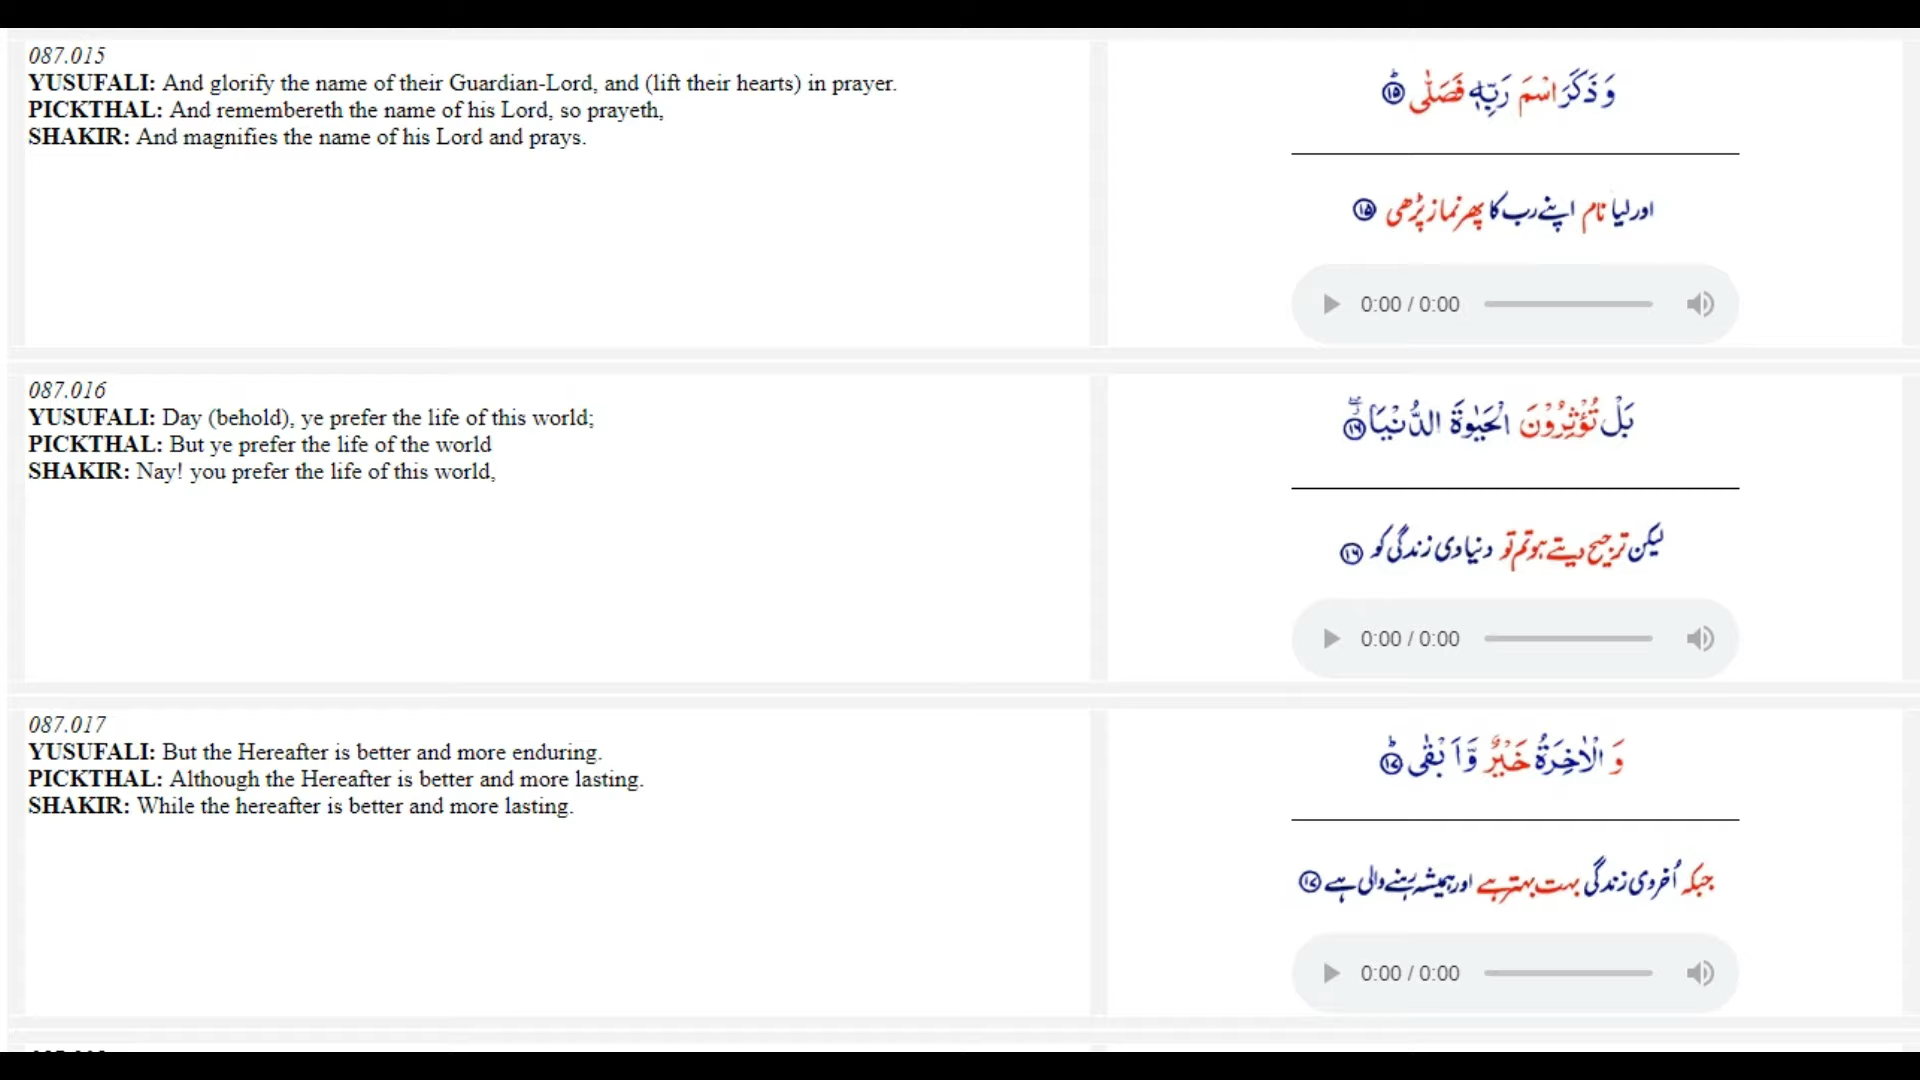 087.015
YUSUFALI: And glorify the name of their Guardian-Lord, and (lift their hearts) in prayer.
PICKTHAL: And remembereth the name of his Lord, so prayeth,
SHAKIR: And magnifies the name of his Lord and prays.
وَ ذَكَرَ اسْمَ رَبِّهٖ فَصَلّٰى ۱۵
اور لیا نام اپنے رب کا پھر نماز پڑھی ۱۵
0:00 / 0:00
087.016
YUSUFALI: Day (behold), ye prefer the life of this world;
PICKTHAL: But ye prefer the life of the world
SHAKIR: Nay! you prefer the life of this world,
بَلْ تُؤْثِرُوْنَ الْحَيٰوةَ الدُّنْيَا ۱۶
لیکن ترجیح دیتے ہو تم تو دنیاوی زندگی کو ۱۶
0:00 / 0:00
087.017
YUSUFALI: But the Hereafter is better and more enduring.
PICKTHAL: Although the Hereafter is better and more lasting.
SHAKIR: While the hereafter is better and more lasting.
وَ الْاٰخِرَةُ خَيْرٌ وَّاَبْقٰى ۱۷
جبکہ اُخروی زندگی بہت بہتر ہے اور ہمیشہ رہنے والی ہے ۱۷
0:00 / 0:00